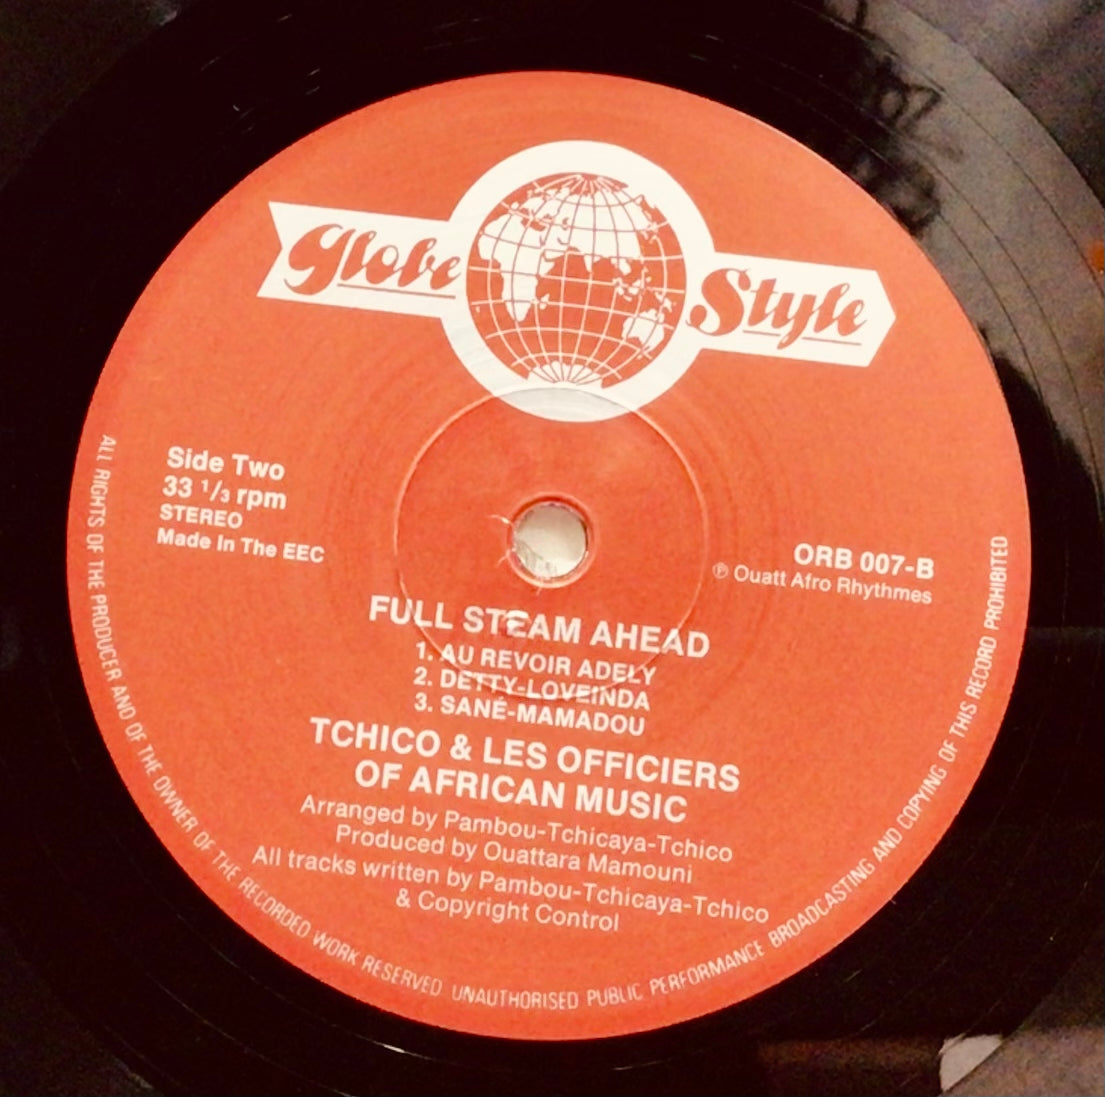 Globe Style
Side Two
33 1/3 rpm
STEREO
Made In The EEC
ORB 007-B
℗ Ouatt Afro Rhythmes
FULL STEAM AHEAD
1. AU REVOIR ADELY
2. DETTY-LOVEINDA
3. SANÉ-MAMADOU
TCHICO & LES OFFICIERS
OF AFRICAN MUSIC
Arranged by Pambou-Tchicaya-Tchico
Produced by Ouattara Mamouni
All tracks written by Pambou-Tchicaya-Tchico
& Copyright Control
ALL RIGHTS OF THE PRODUCER AND OF THE OWNER OF THE RECORDED WORK RESERVED UNAUTHORISED PUBLIC PERFORMANCE BROADCASTING AND COPYING OF THIS RECORD PROHIBITED